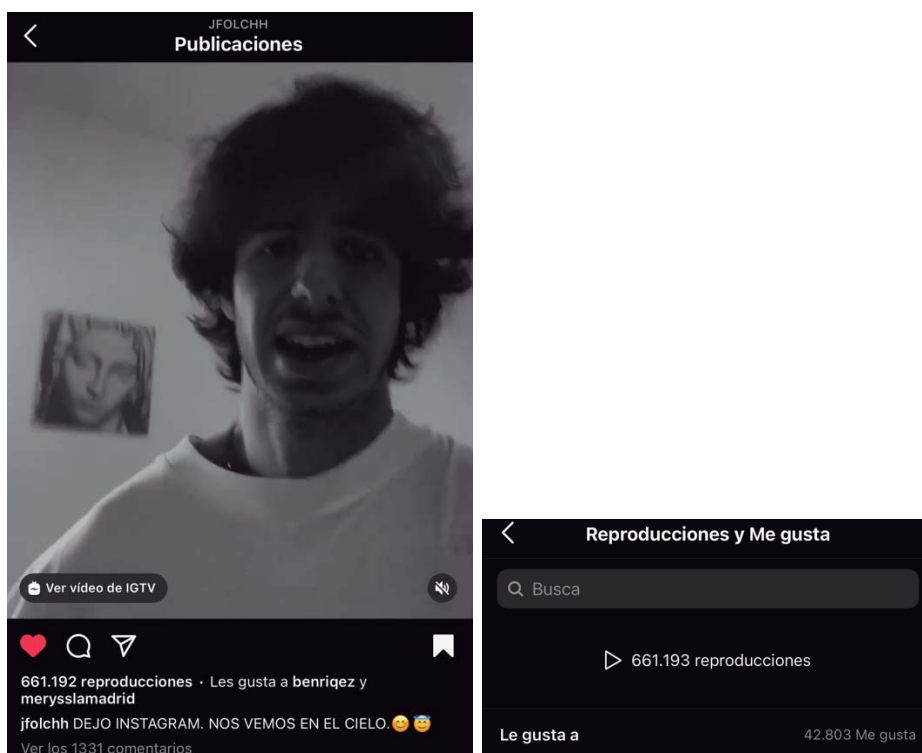 JFOLCHH
Publicaciones
Ver vídeo de IGTV
661.192 reproducciones · Les gusta a benriqez y
merysslamadrid
jfolchh DEJO INSTAGRAM. NOS VEMOS EN EL CIELO.😊😇
Ver los 1331 comentarios
Reproducciones y Me gusta
Busca
661.193 reproducciones
Le gusta a 42.803 Me gusta